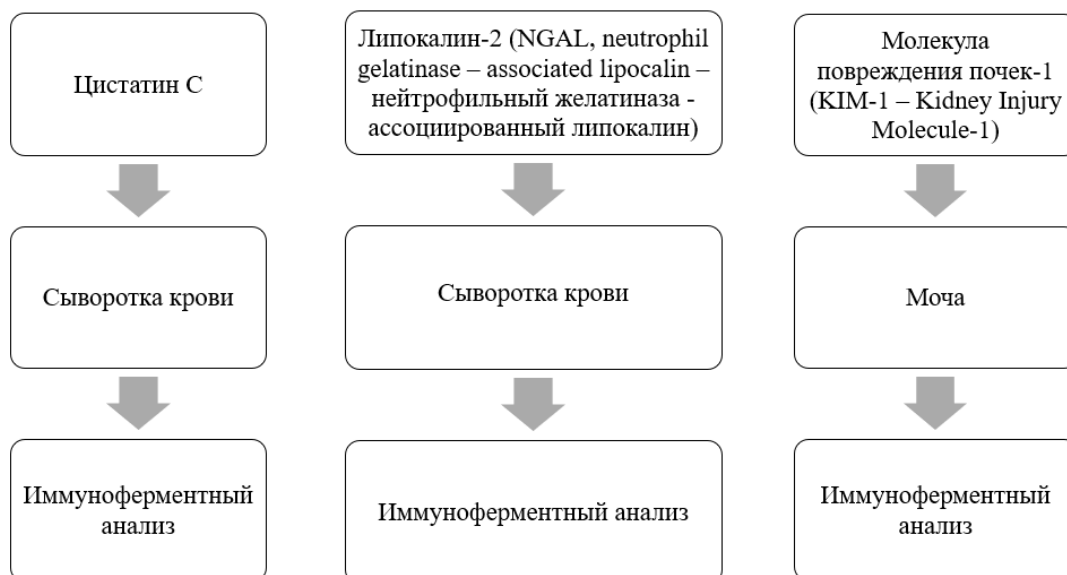 Цистатин С
Липокалин-2 (NGAL, neutrophil
gelatinase – associated lipocalin –
нейтрофильный желатиназа -
ассоциированный липокалин)
Молекула
повреждения почек-1
(KIM-1 – Kidney Injury
Molecule-1)
Сыворотка крови
Сыворотка крови
Моча
Иммуноферментный
анализ
Иммуноферментный анализ
Иммуноферментный
анализ